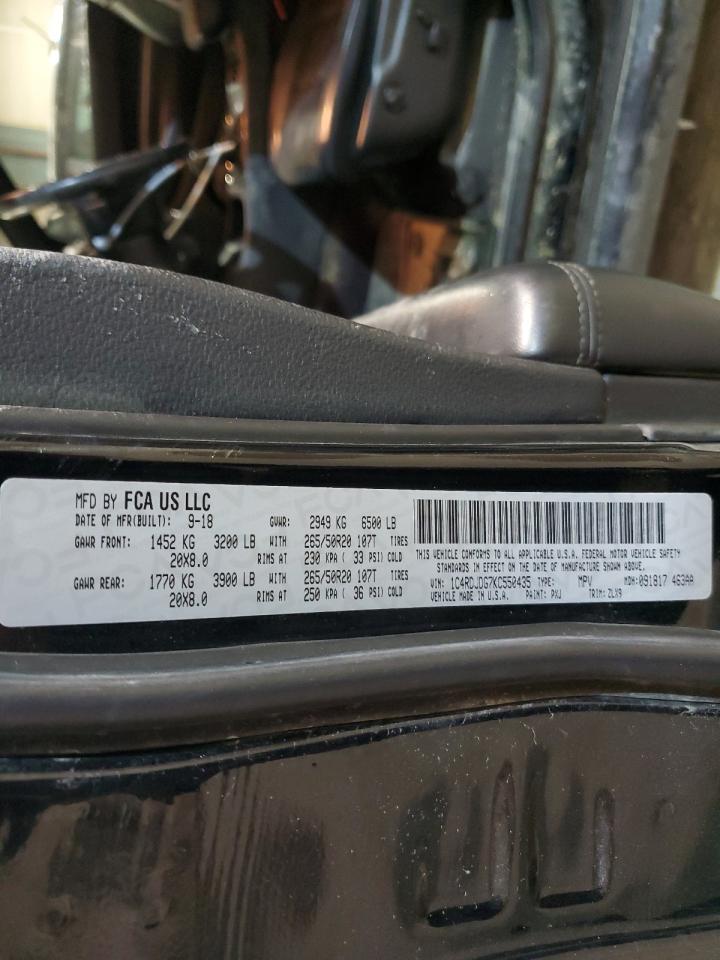 MFD BY FCA US LLC
DATE OF MFR(BUILT): 9-18 GVWR: 2949 KG 6500 LB
GAWR FRONT: 1452 KG 3200 LB WITH 265/50R20 107T TIRES
20X8.0 RIMS AT 230 KPA ( 33 PSI) COLD
GAWR REAR: 1770 KG 3900 LB WITH 265/50R20 107T TIRES
20X8.0 RIMS AT 250 KPA ( 36 PSI) COLD
THIS VEHICLE CONFORMS TO ALL APPLICABLE U.S.A. FEDERAL MOTOR VEHICLE SAFETY
STANDARDS IN EFFECT ON THE DATE OF MANUFACTURE SHOWN ABOVE.
VIN: 1C4RDJDG7KC550435 TYPE: MPV MDH: 091817 463AA
VEHICLE MADE IN U.S.A. PAINT: PXJ TRIM: ZLX9